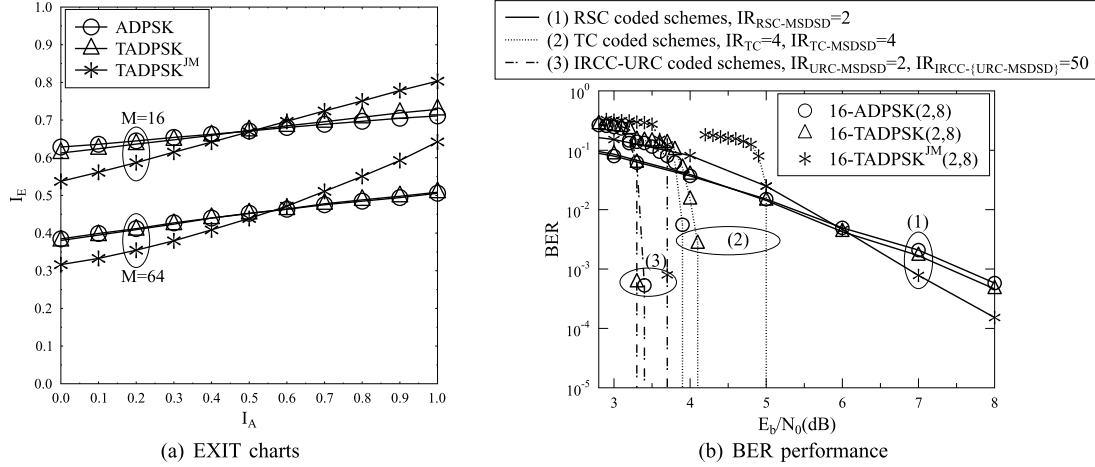 ADPSK
TADPSK
TADPSK^JM
M=16
M=64
1.0
0.9
0.8
0.7
0.6
0.5
0.4
0.3
0.2
0.1
0.0
I_E
0.0 0.1 0.2 0.3 0.4 0.5 0.6 0.7 0.8 0.9 1.0
I_A
(a) EXIT charts
(1) RSC coded schemes, IR_RSC-MSDSD=2
(2) TC coded schemes, IR_TC=4, IR_TC-MSDSD=4
(3) IRCC-URC coded schemes, IR_URC-MSDSD=2, IR_IRCC-{URC-MSDSD}=50
16-ADPSK(2,8)
16-TADPSK(2,8)
16-TADPSK^JM(2,8)
(1)
(2)
(3)
10^0
10^-1
10^-2
10^-3
10^-4
10^-5
BER
3 4 5 6 7 8
E_b/N_0(dB)
(b) BER performance